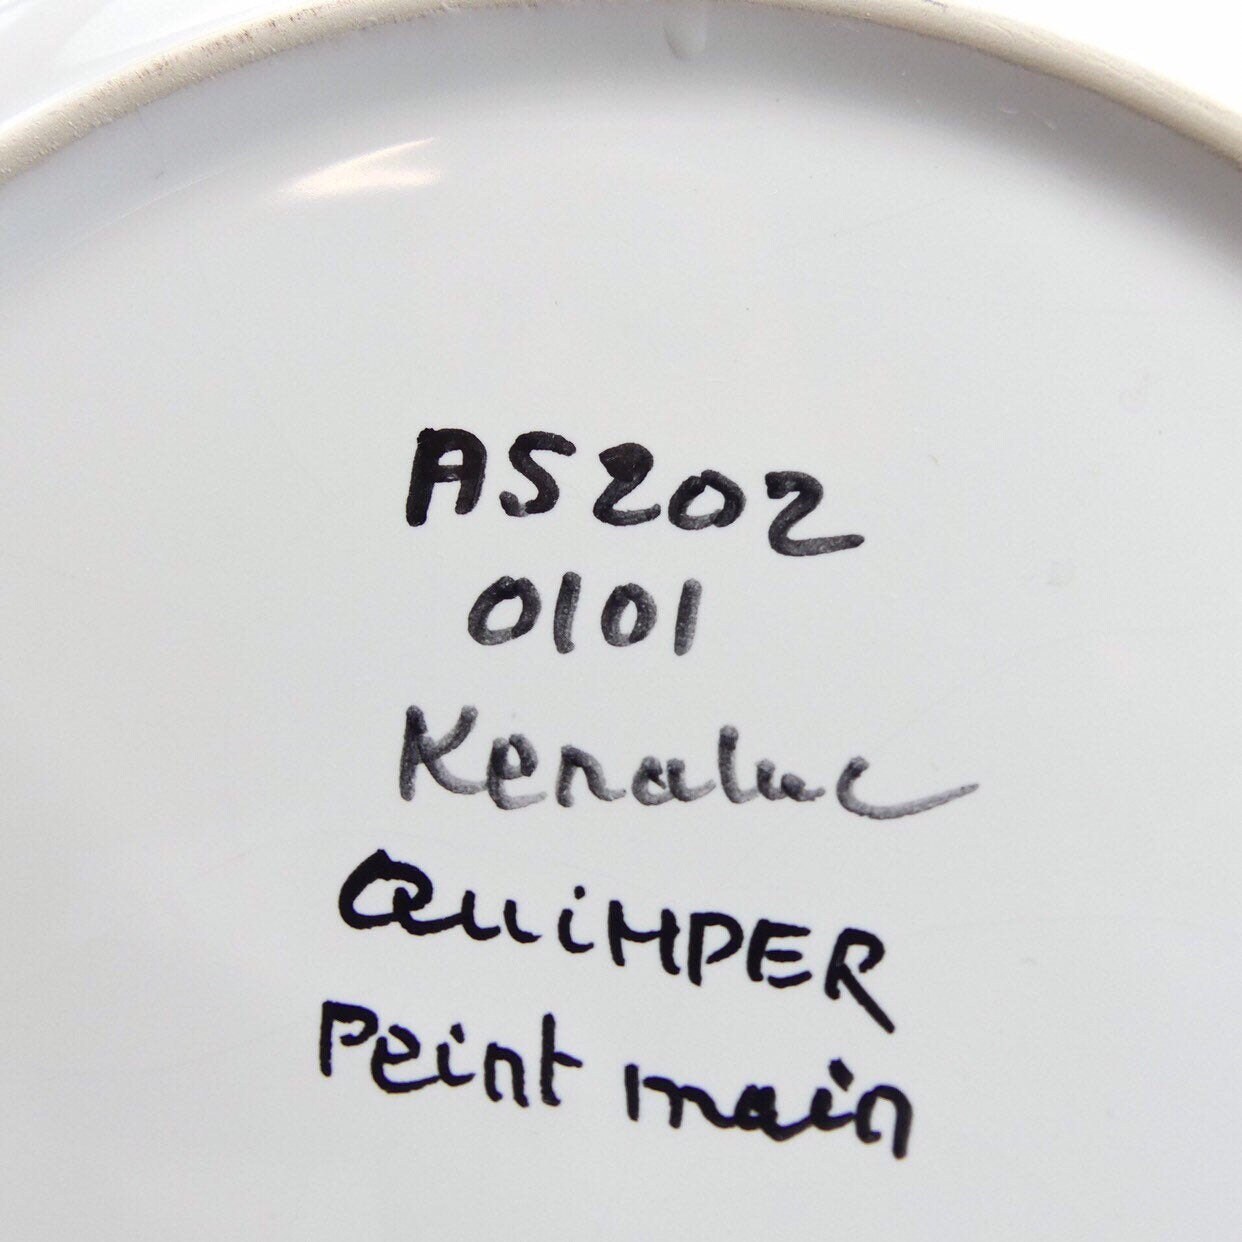 AS202
0101
Keraluc
QUiMPER
Peint main